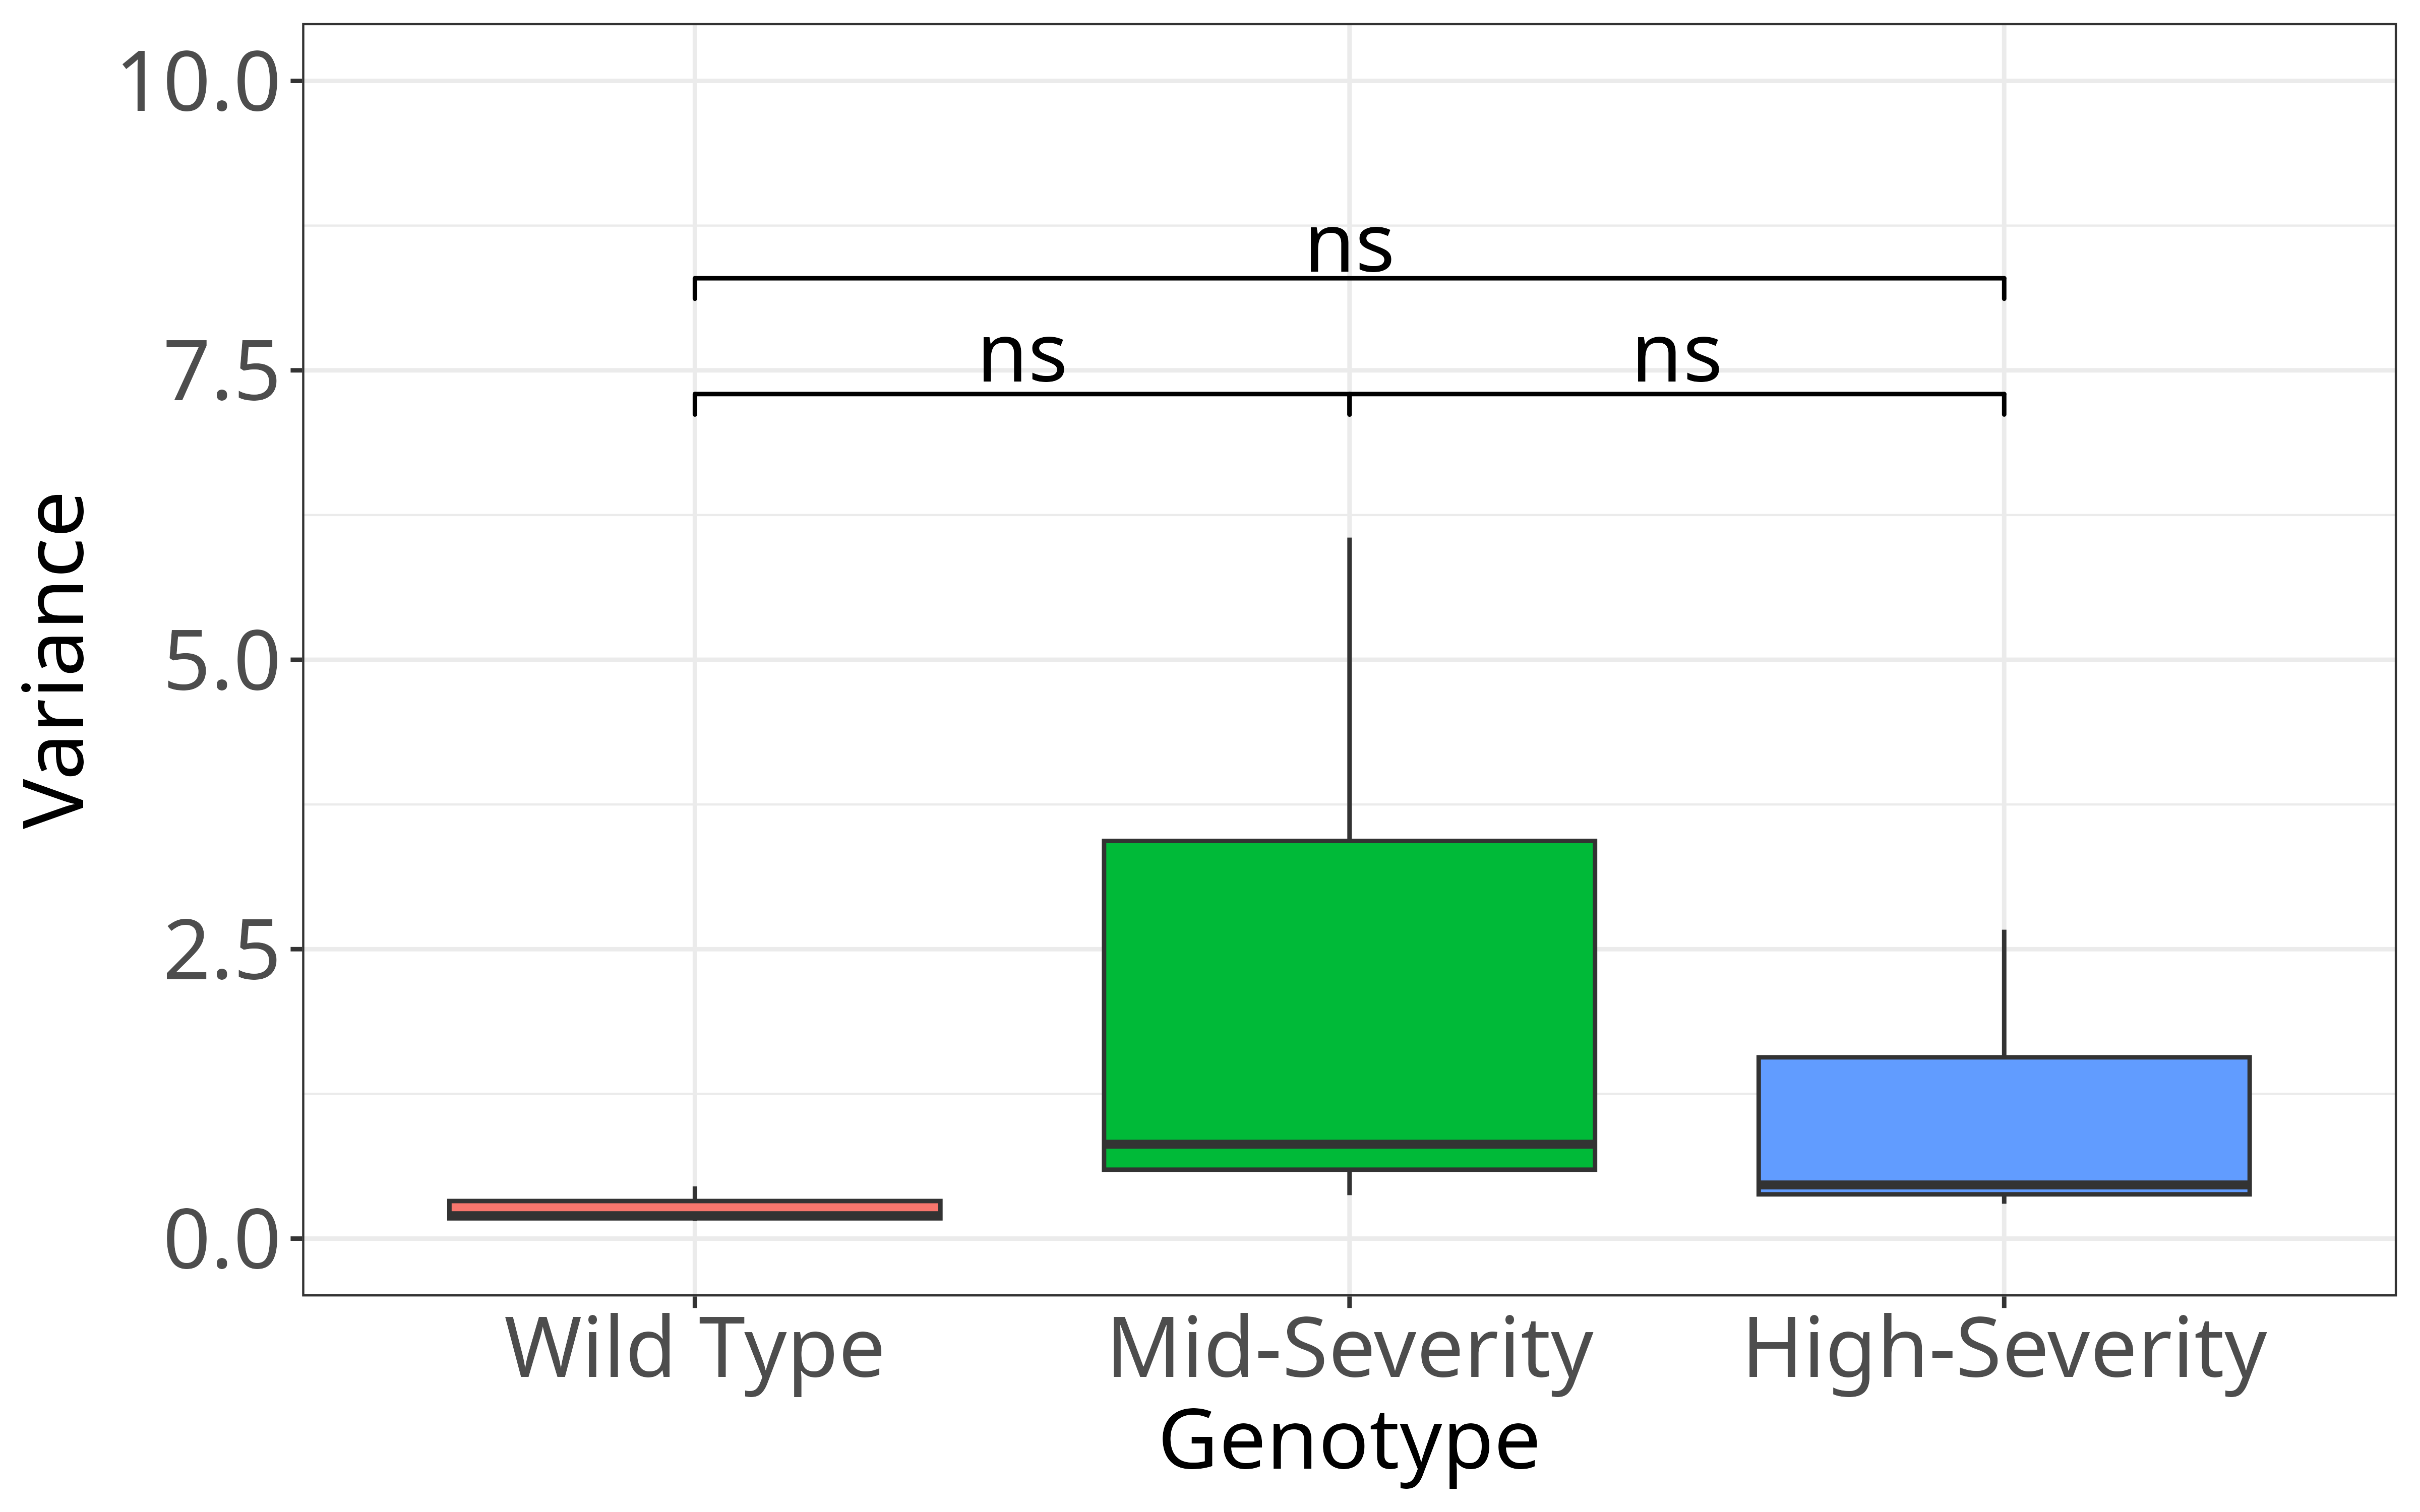 10.0
7.5
5.0
2.5
0.0
Variance
ns
ns
ns
Wild Type
Mid-Severity
High-Severity
Genotype